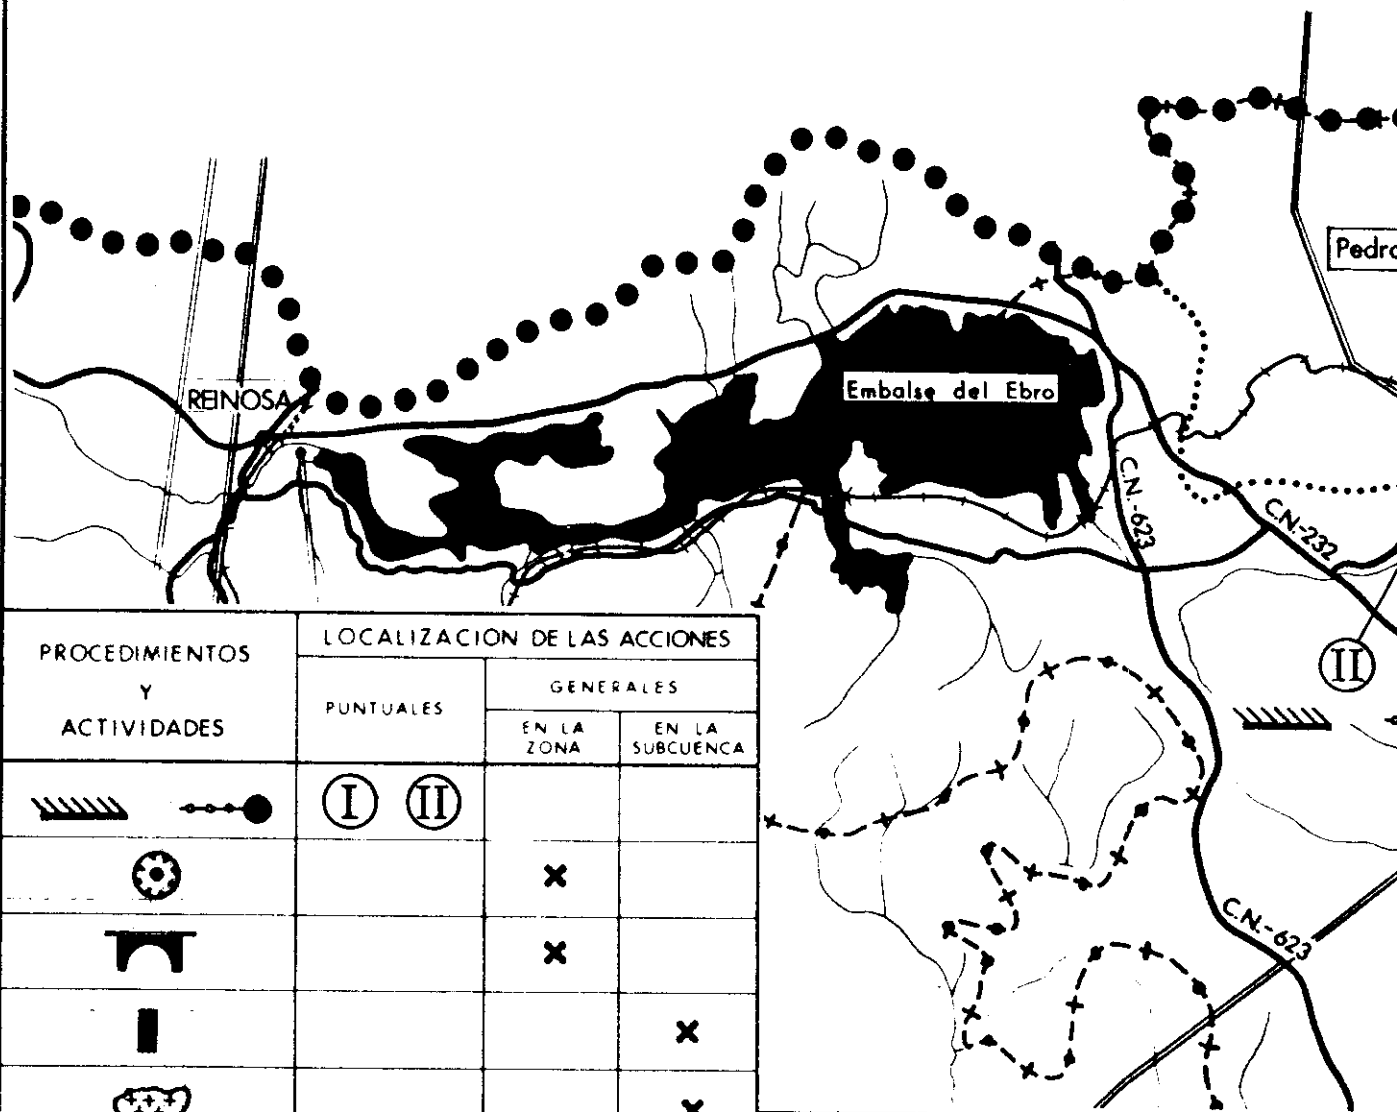 Pedro
REINOSA
Embalse del Ebro
C.N.-623
C.N.-232
II
PROCEDIMIENTOS
Y
ACTIVIDADES
LOCALIZACION DE LAS ACCIONES
PUNTUALES
GENERALES
EN LA
ZONA
EN LA
SUBCUENCA
I II
x
x
x
x
C.N.-623